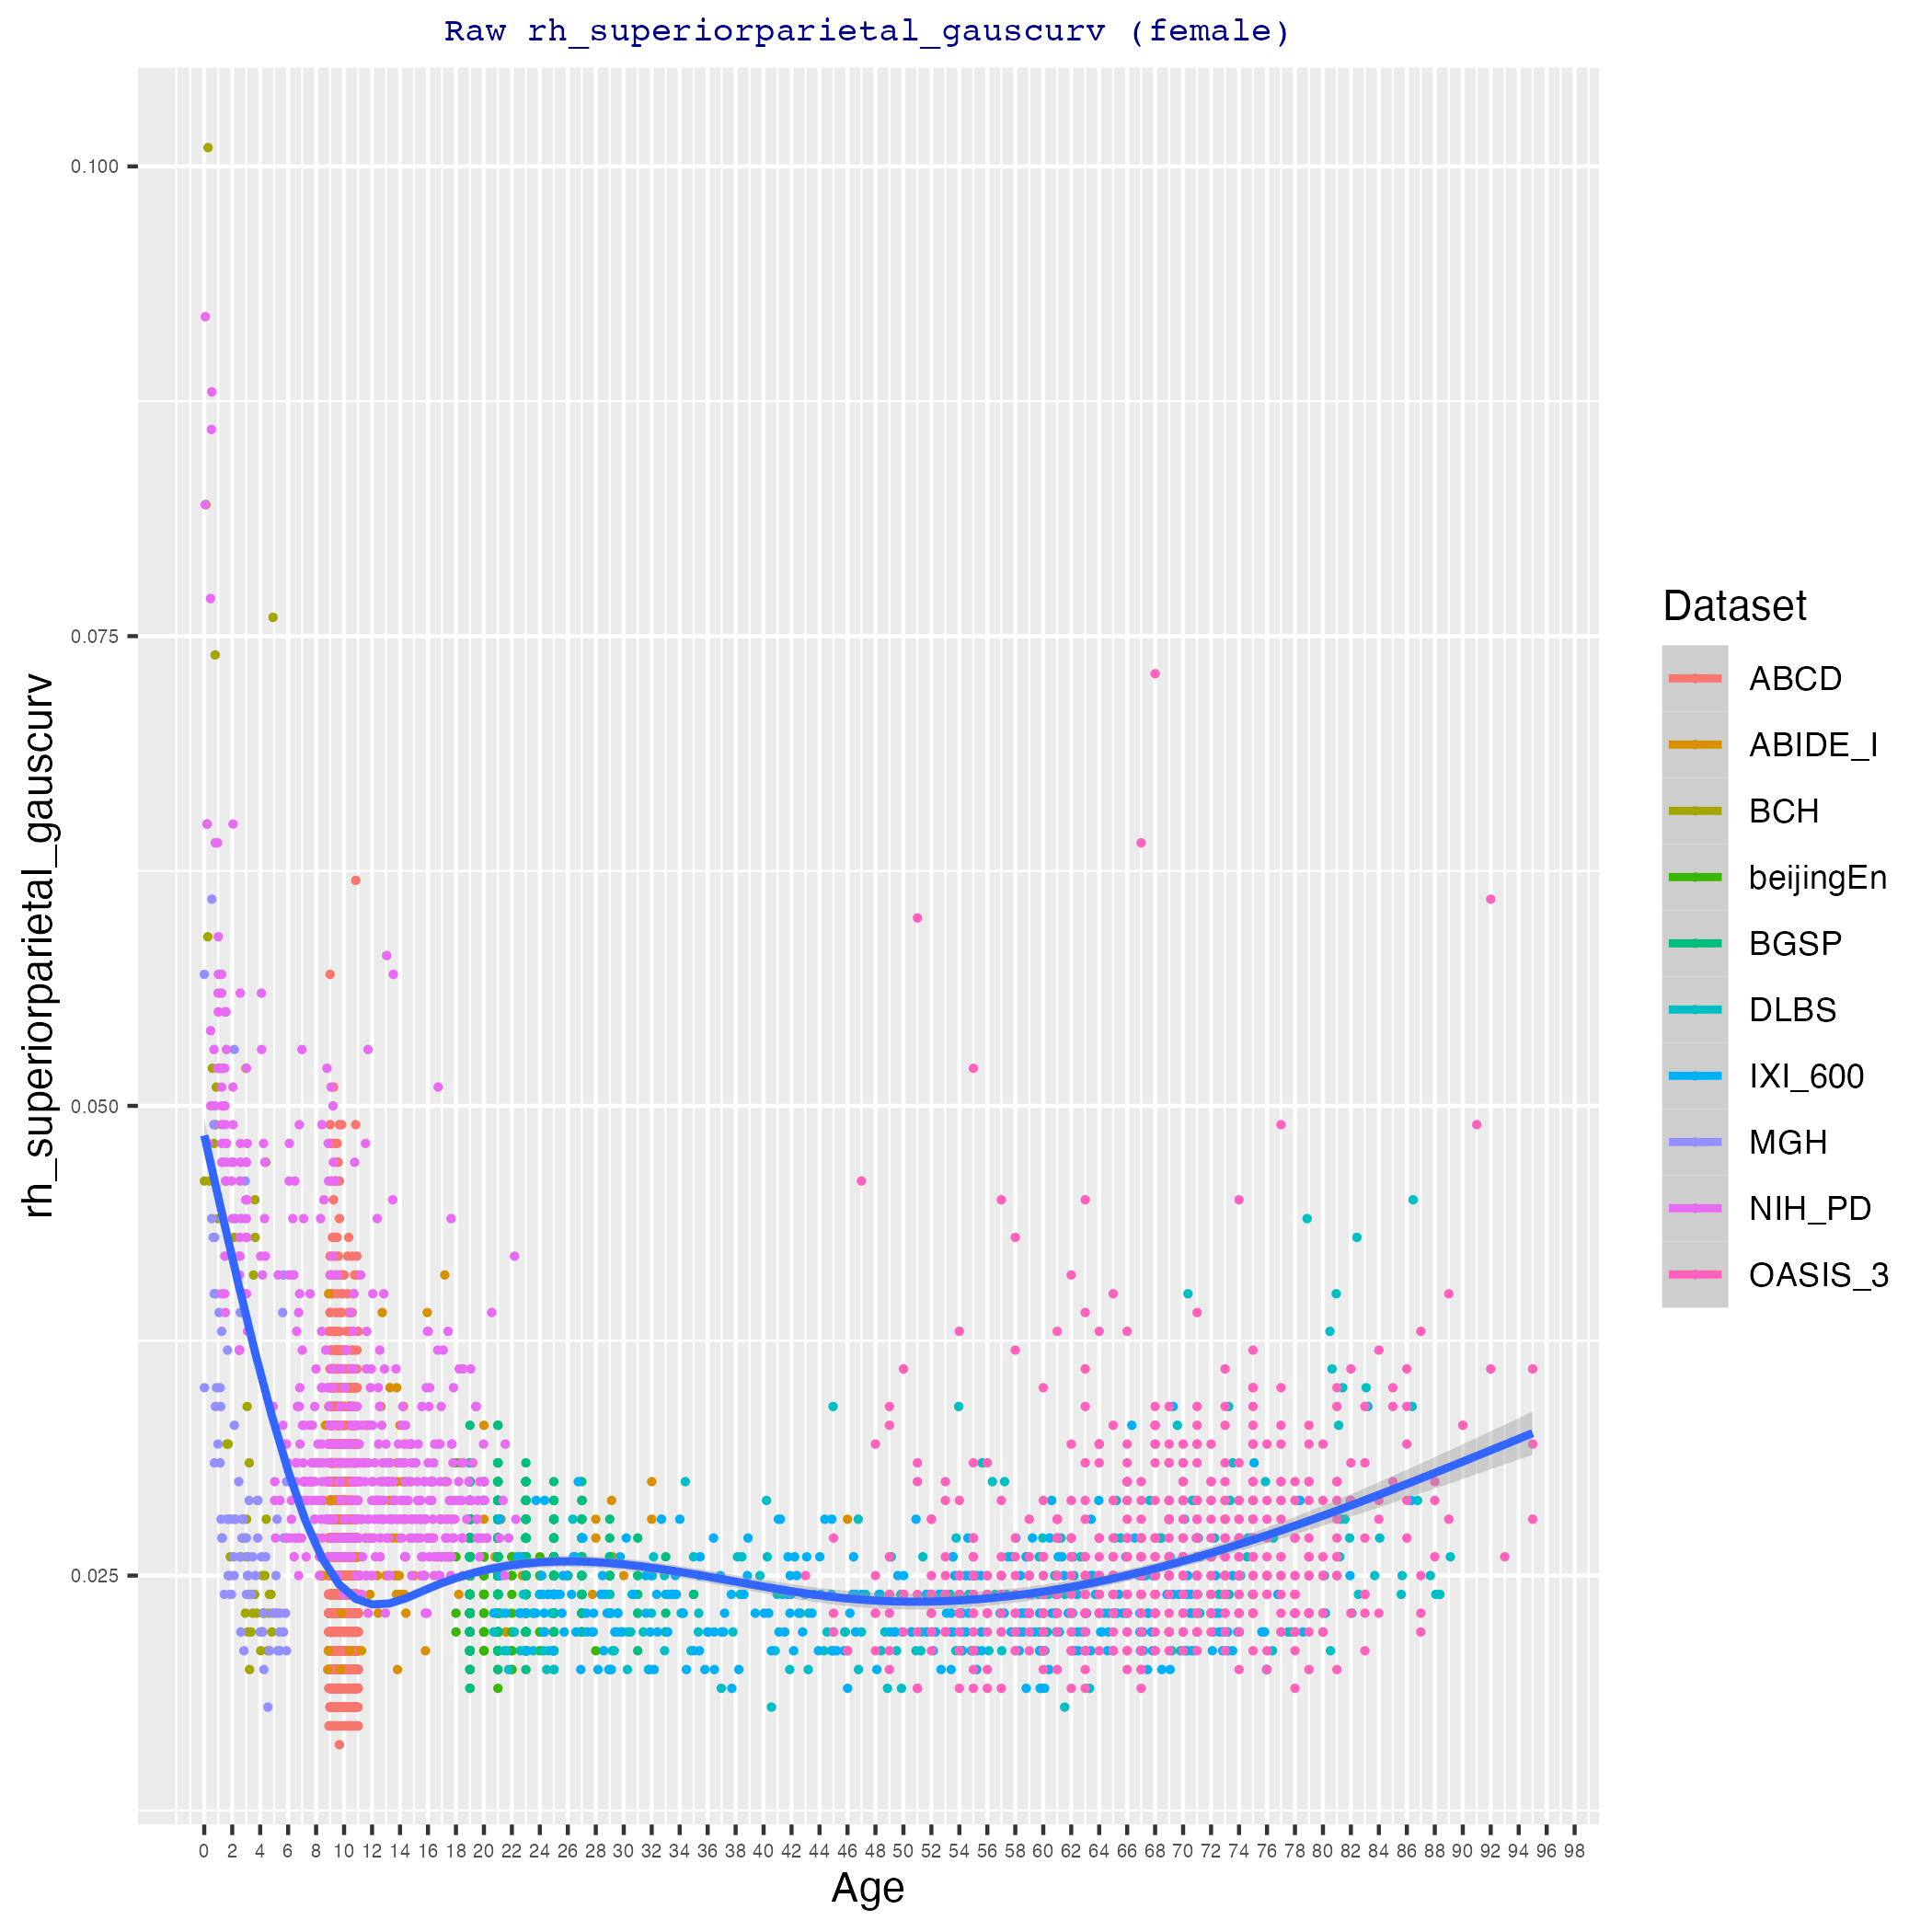 Raw rh_superiorparietal_gauscurv (female)
rh_superiorparietal_gauscurv
0.100
0.075
0.050
0.025
0 2 4 6 8 10 12 14 16 18 20 22 24 26 28 30 32 34 36 38 40 42 44 46 48 50 52 54 56 58 60 62 64 66 68 70 72 74 76 78 80 82 84 86 88 90 92 94 96 98
Age
Dataset
ABCD
ABIDE_I
BCH
beijingEn
BGSP
DLBS
IXI_600
MGH
NIH_PD
OASIS_3